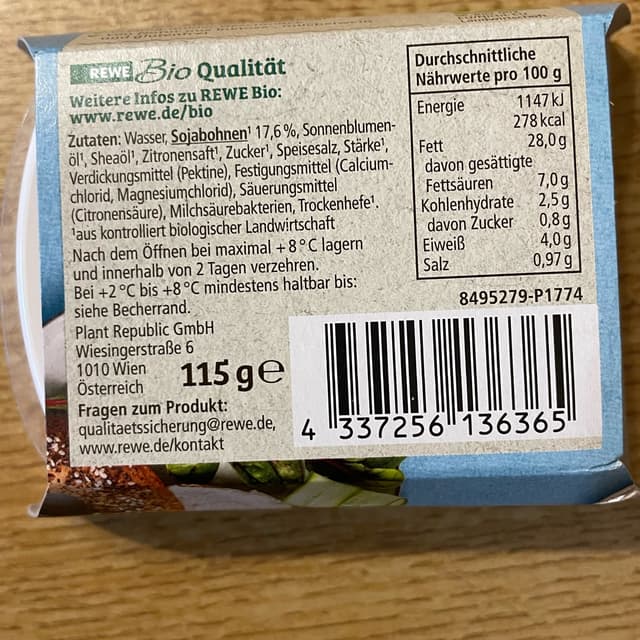 REWE Bio Qualität
Weitere Infos zu REWE Bio:
www.rewe.de/bio
Zutaten: Wasser, Sojabohnen¹ 17,6 %, Sonnenblumen-
öl¹, Sheaöl¹, Zitronensaft¹, Zucker¹, Speisesalz, Stärke¹,
Verdickungsmittel (Pektine), Festigungsmittel (Calcium-
chlorid, Magnesiumchlorid), Säuerungsmittel
(Citronensäure), Milchsäurebakterien, Trockenhefe¹.
¹aus kontrolliert biologischer Landwirtschaft
Nach dem Öffnen bei maximal +8°C lagern
und innerhalb von 2 Tagen verzehren.
Bei +2°C bis +8°C mindestens haltbar bis:
siehe Becherrand.
Plant Republic GmbH
Wiesingerstraße 6
1010 Wien
Österreich
115 g e
Fragen zum Produkt:
qualitaetssicherung@rewe.de,
www.rewe.de/kontakt
Durchschnittliche
Nährwerte pro 100 g
Energie 1147 kJ
278 kcal
Fett 28,0 g
davon gesättigte
Fettsäuren 7,0 g
Kohlenhydrate 2,5 g
davon Zucker 0,8 g
Eiweiß 4,0 g
Salz 0,97 g
8495279-P1774
4 337256 136365